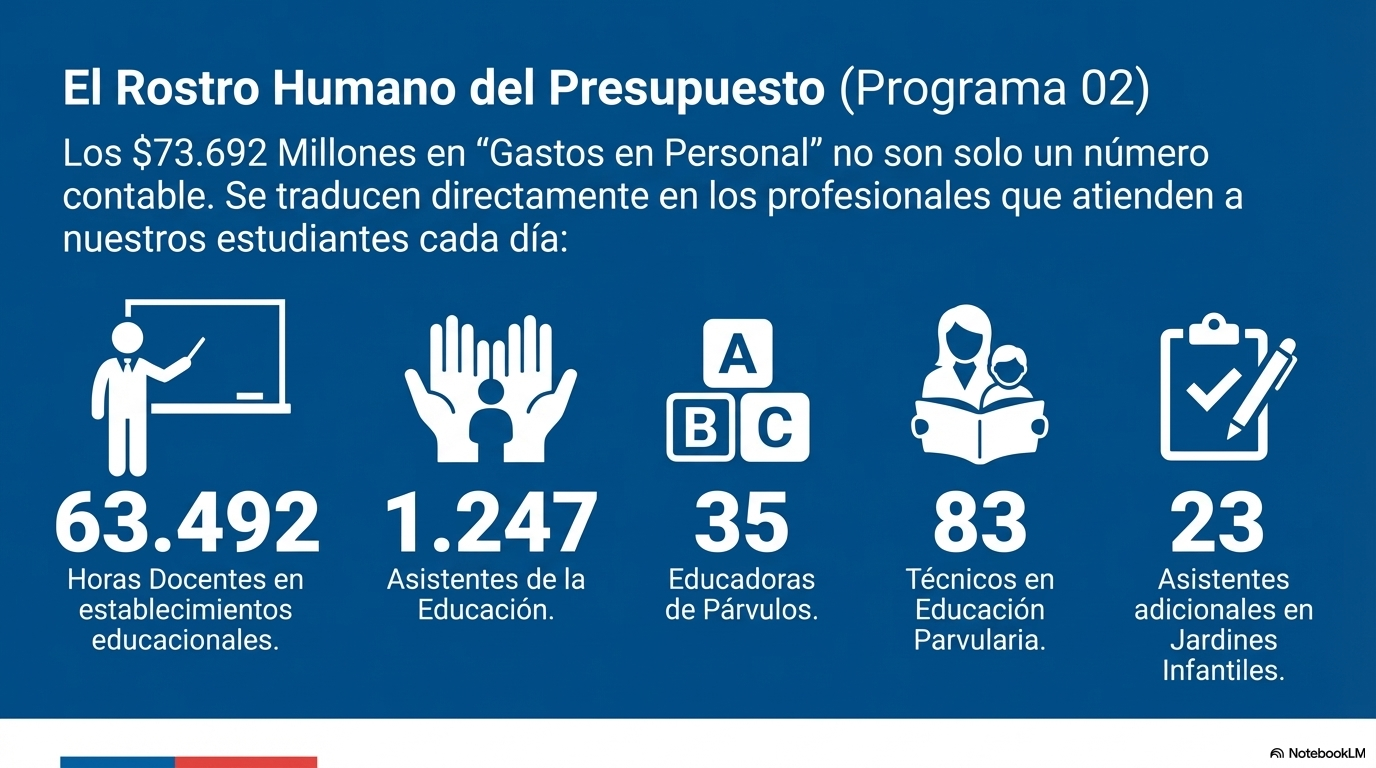 El Rostro Humano del Presupuesto (Programa 02)
Los $73.692 Millones en “Gastos en Personal” no son solo un número
contable. Se traducen directamente en los profesionales que atienden a
nuestros estudiantes cada día:
63.492
Horas Docentes en
establecimientos
educacionales.
1.247
Asistentes de la
Educación.
A
B C
35
Educadoras
de Párvulos.
83
Técnicos en
Educación
Parvularia.
23
Asistentes
adicionales en
Jardines
Infantiles.
NotebookLM